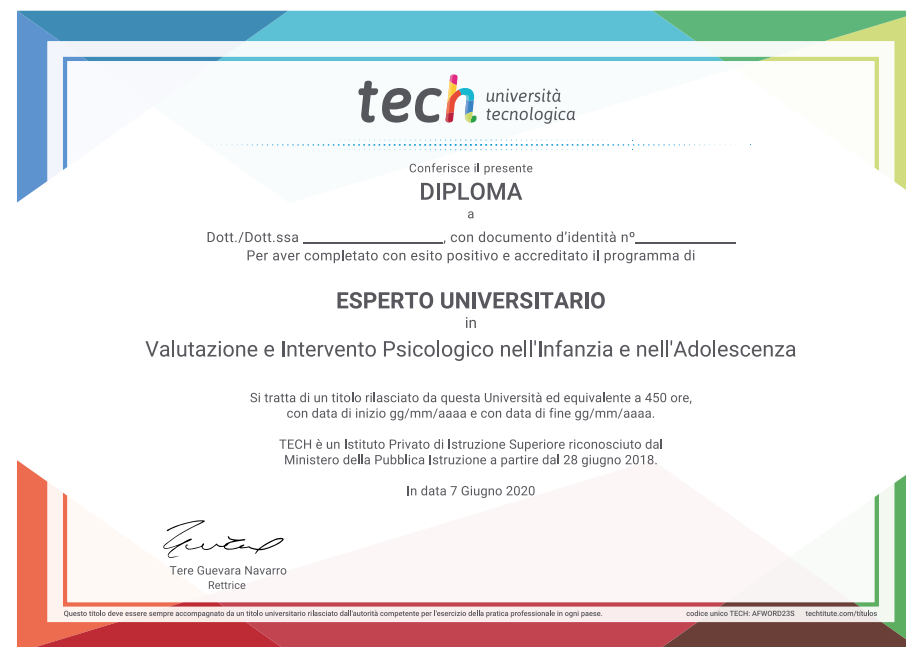 tech università
tecnologica
Conferisce il presente
DIPLOMA
a
Dott./Dott.ssa ____________________, con documento d'identità nº______________
Per aver completato con esito positivo e accreditato il programma di
ESPERTO UNIVERSITARIO
in
Valutazione e Intervento Psicologico nell'Infanzia e nell'Adolescenza
Si tratta di un titolo rilasciato da questa Università ed equivalente a 450 ore,
con data di inizio gg/mm/aaaa e con data di fine gg/mm/aaaa.
TECH è un Istituto Privato di Istruzione Superiore riconosciuto dal
Ministero della Pubblica Istruzione a partire dal 28 giugno 2018.
In data 7 Giugno 2020
Tere Guevara Navarro
Rettrice
Questo titolo deve essere sempre accompagnato da un titolo universitario rilasciato dall'autorità competente per l'esercizio della pratica professionale in ogni paese. codice unico TECH: AFWORD23S techtitute.com/títulos